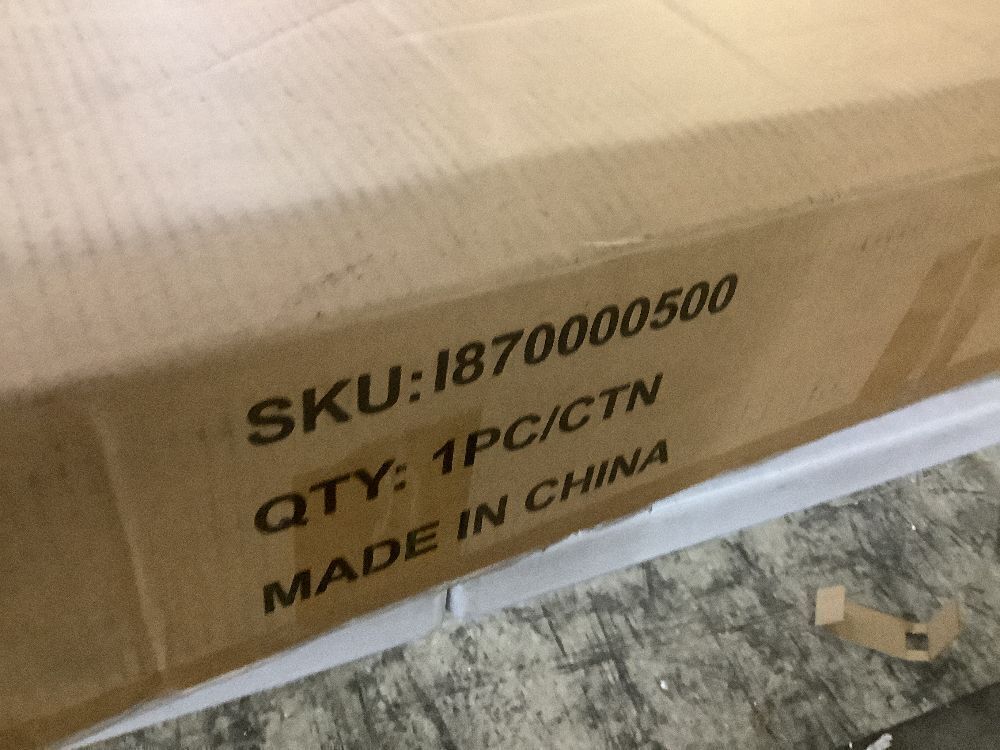 SKU:I870000500
QTY: 1PC/CTN
MADE IN CHINA